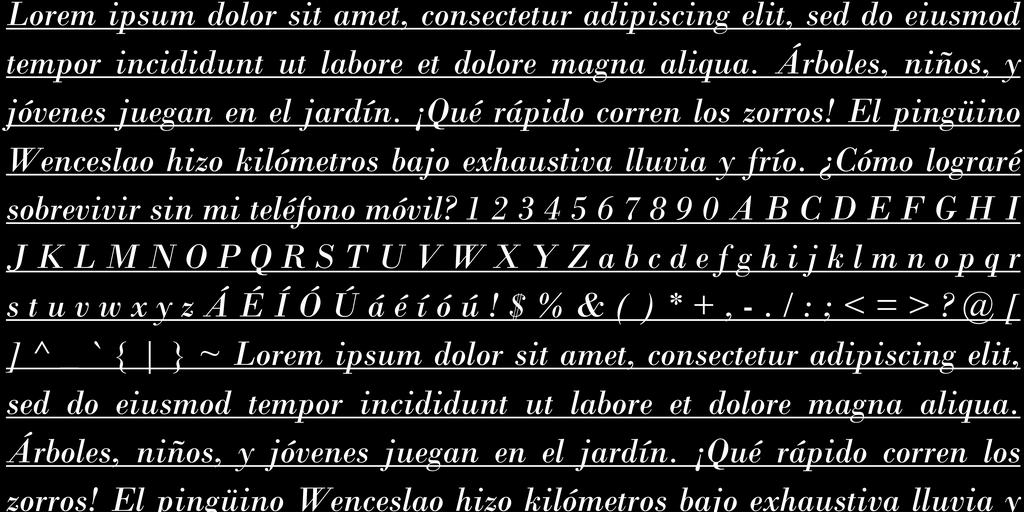 Lorem ipsum dolor sit amet, consectetur adipiscing elit, sed do eiusmod
tempor incididunt ut labore et dolore magna aliqua. Árboles, niños, y
jóvenes juegan en el jardín. ¡Qué rápido corren los zorros! El pingüino
Wenceslao hizo kilómetros bajo exhaustiva lluvia y frío. ¿Cómo lograré
sobrevivir sin mi teléfono móvil? 1 2 3 4 5 6 7 8 9 0 A B C D E F G H I
J K L M N O P Q R S T U V W X Y Z a b c d e f g h i j k l m n o p q r
s t u v w x y z Á É Í Ó Ú á é í ó ú ! $ % & ( ) * + , - . / : ; < = > ? @ [
] ^ _ ` { | } ~ Lorem ipsum dolor sit amet, consectetur adipiscing elit,
sed do eiusmod tempor incididunt ut labore et dolore magna aliqua.
Árboles, niños, y jóvenes juegan en el jardín. ¡Qué rápido corren los
zorros! El pingüino Wenceslao hizo kilómetros bajo exhaustiva lluvia y